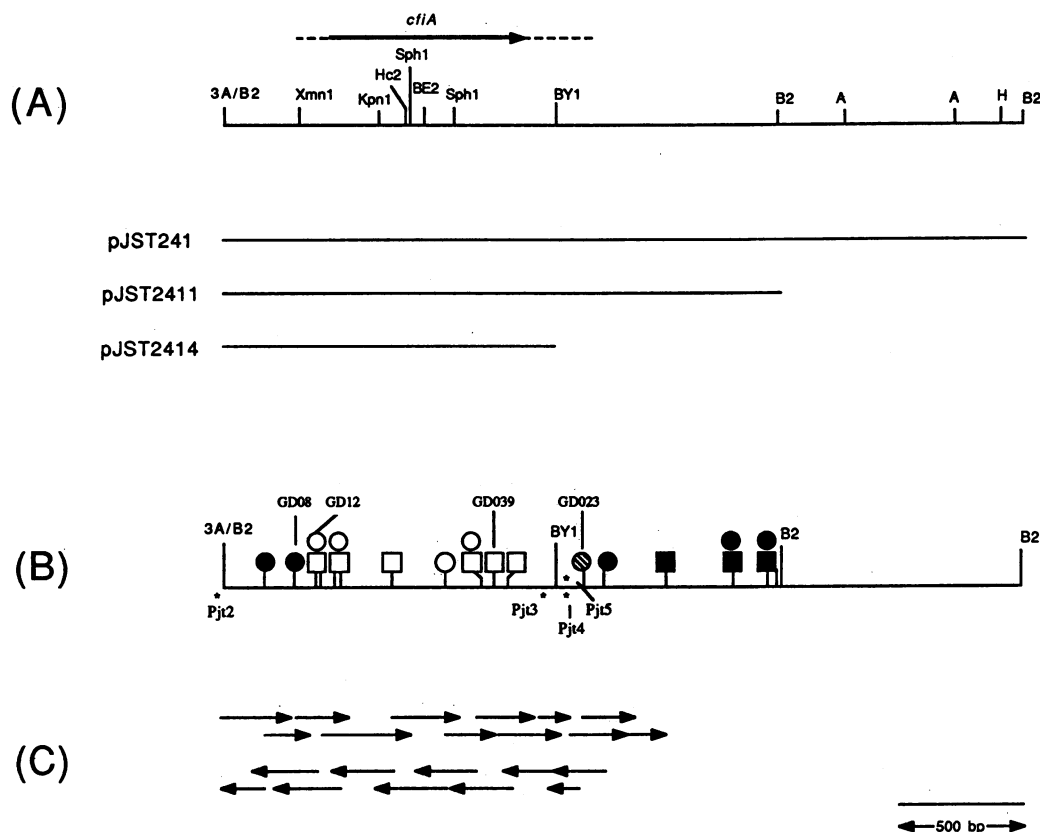 (A)
cfiA
3A/B2 Xmn1 Kpn1 Hc2 Sph1 BE2 Sph1 BY1 B2 A A H B2
pJST241
pJST2411
pJST2414
(B)
3A/B2 GD08 GD12 GD039 BY1 GD023 B2 B2
Pjt2 Pjt3 Pjt4 Pjt5
(C)
500 bp